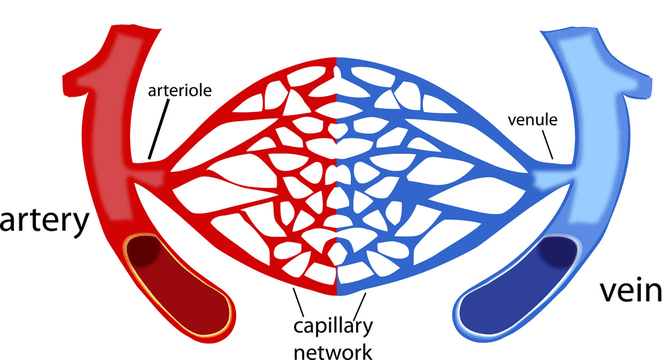 arteriole
venule
artery
vein
capillary
network